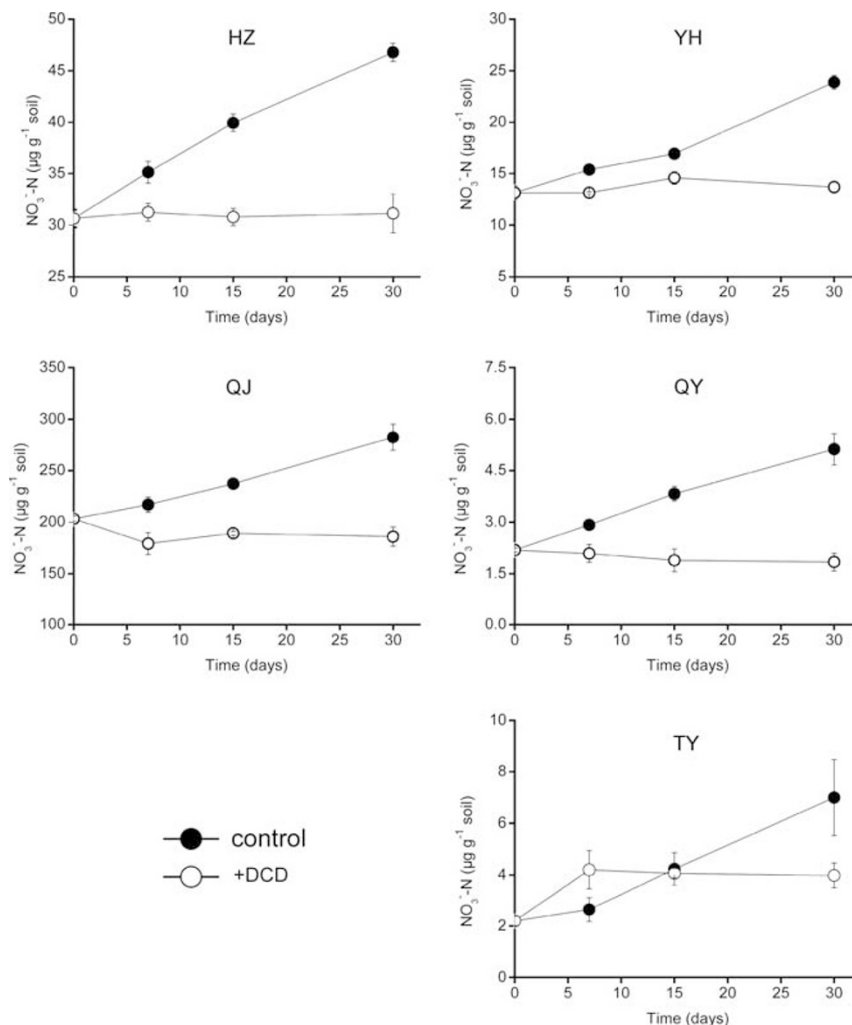 HZ
50
45
40
35
30
25
NO₃⁻-N (µg g⁻¹ soil)
0 5 10 15 20 25 30
Time (days)
YH
30
25
20
15
10
5
NO₃⁻-N (µg g⁻¹ soil)
0 5 10 15 20 25 30
Time (days)
QJ
350
300
250
200
150
100
NO₃⁻-N (µg g⁻¹ soil)
0 5 10 15 20 25 30
Time (days)
QY
7.5
6.0
4.5
3.0
1.5
0.0
NO₃⁻-N (µg g⁻¹ soil)
0 5 10 15 20 25 30
Time (days)
control
+DCD
TY
10
8
6
4
2
0
NO₃⁻-N (µg g⁻¹ soil)
0 5 10 15 20 25 30
Time (days)